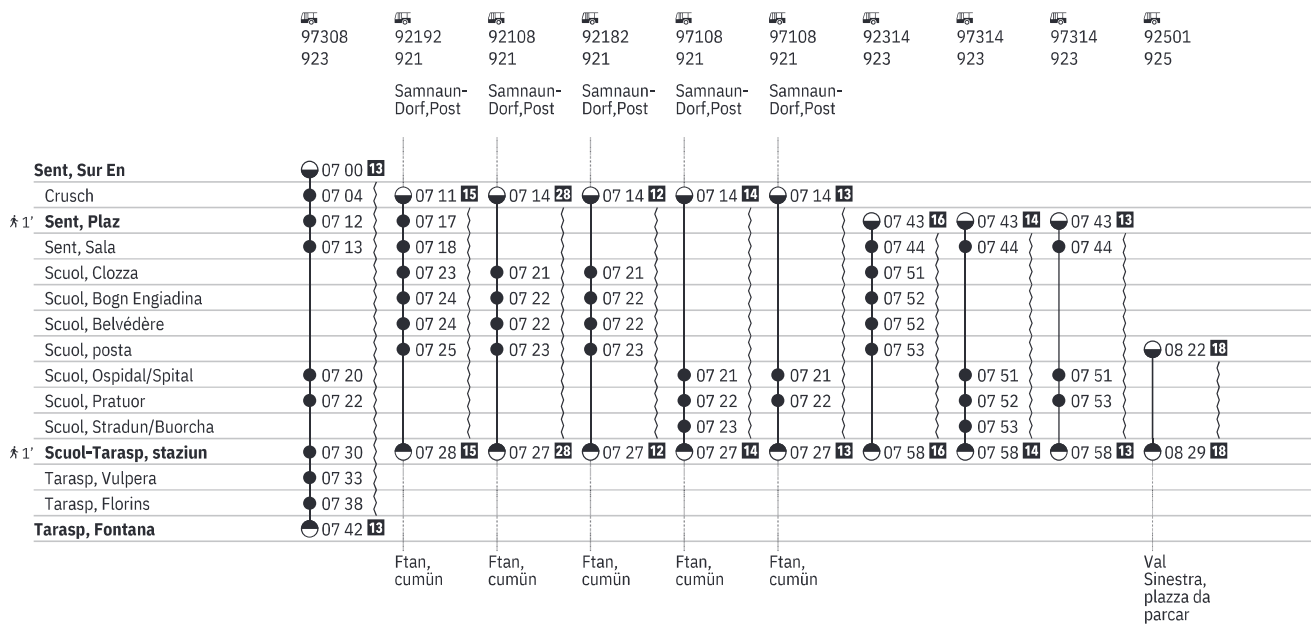 97308 92192 92108 92182 97108 97108 92314 97314 97314 92501
923 921 921 921 921 921 923 923 923 925
Samnaun- Samnaun- Samnaun- Samnaun- Samnaun-
Dorf,Post Dorf,Post Dorf,Post Dorf,Post Dorf,Post
Sent, Sur En 07 00 13
Crusch 07 04 07 11 15 07 14 28 07 14 12 07 14 14 07 14 13
1' Sent, Plaz 07 12 07 17 07 43 16 07 43 14 07 43 13
Sent, Sala 07 13 07 18 07 44 07 44 07 44
Scuol, Clozza 07 23 07 21 07 21 07 51
Scuol, Bogn Engiadina 07 24 07 22 07 22 07 52
Scuol, Belvédère 07 24 07 22 07 22 07 52
Scuol, posta 07 25 07 23 07 23 07 53 08 22 18
Scuol, Ospidal/Spital 07 20 07 21 07 21 07 51 07 51
Scuol, Pratuor 07 22 07 22 07 22 07 52 07 53
Scuol, Stradun/Buorcha 07 23 07 53
1' Scuol-Tarasp, staziun 07 30 07 28 15 07 27 28 07 27 12 07 27 14 07 27 13 07 58 16 07 58 14 07 58 13 08 29 18
Tarasp, Vulpera 07 33
Tarasp, Florins 07 38
Tarasp, Fontana 07 42 13
Ftan, Ftan, Ftan, Ftan, Ftan, Val
cumün cumün cumün cumün cumün Sinestra,
plazza da
parcar